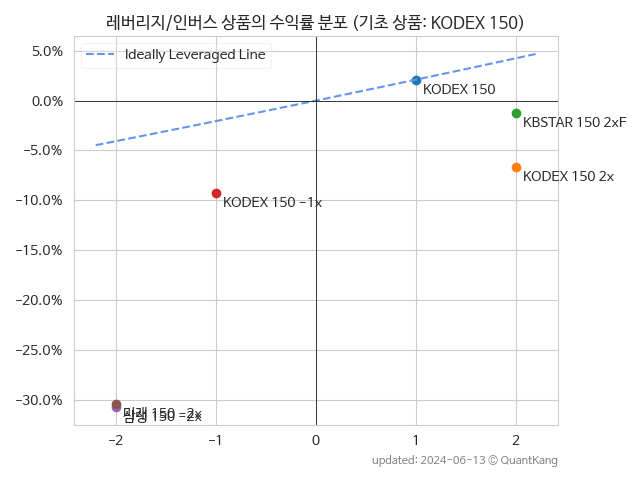 레버리지/인버스 상품의 수익률 분포 (기초 상품: KODEX 150)
5.0%
Ideally Leveraged Line
KODEX 150
0.0%
KBSTAR 150 2xF
−5.0%
KODEX 150 2x
−10.0%
KODEX 150 −1x
−15.0%
−20.0%
−25.0%
−30.0%
150 −2x
150 −2x
−2
−1
0
1
2
updated: 2024-06-13 © QuantKang